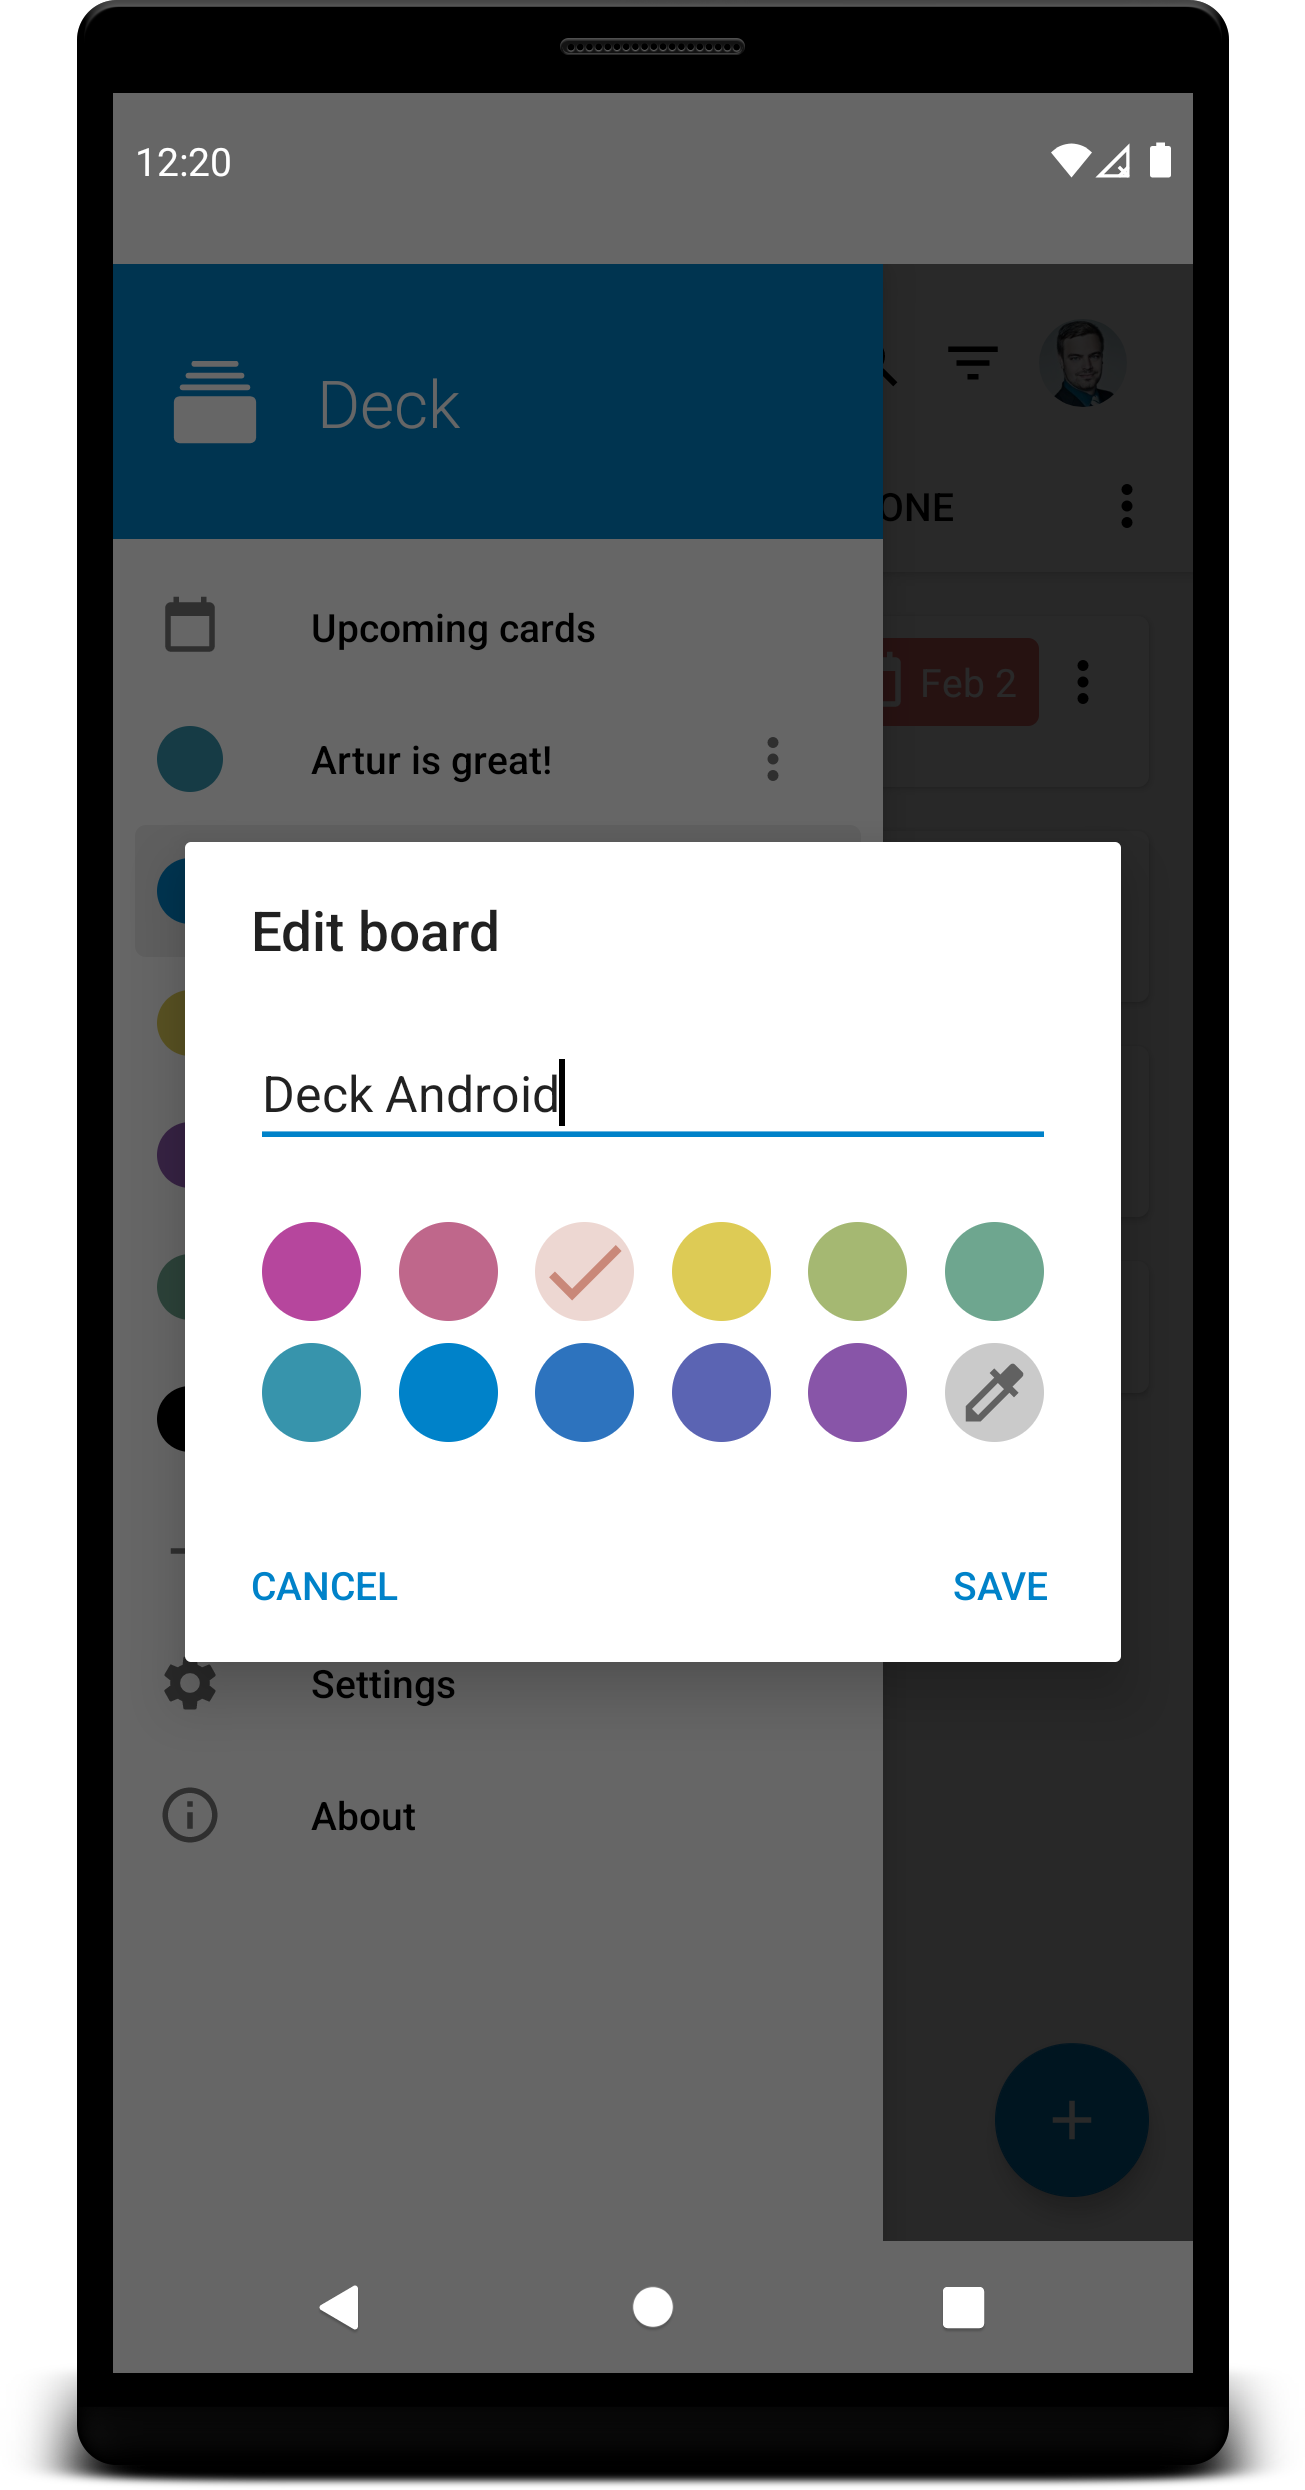 12:20
Deck
ONE
Upcoming cards
Feb 2
Artur is great!
Edit board
Deck Android
CANCEL
SAVE
Settings
About